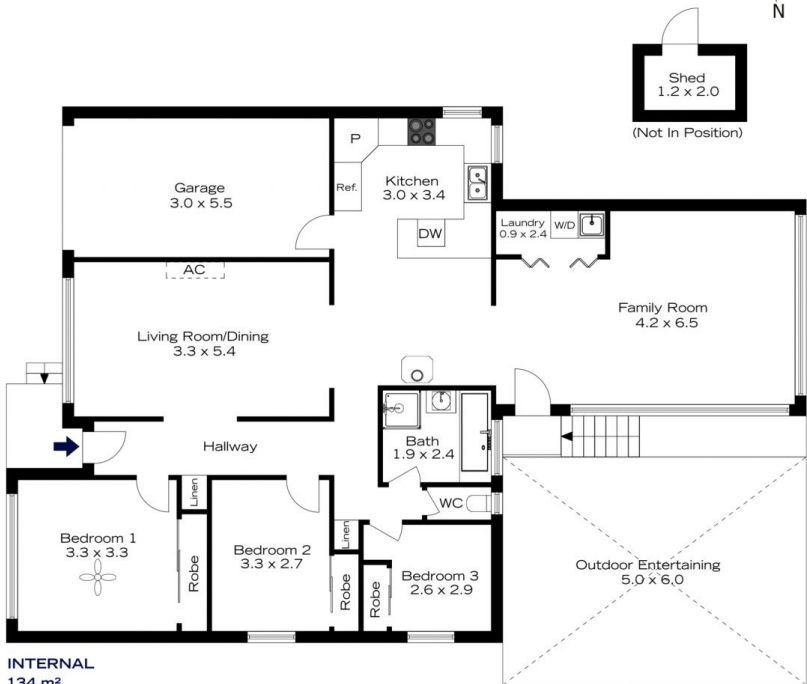 N
Shed
1.2 x 2.0
(Not In Position)
P
Ref.
Kitchen
3.0 x 3.4
DW
Garage
3.0 x 5.5
Laundry
0.9 x 2.4
W/D
AC
Living Room/Dining
3.3 x 5.4
Family Room
4.2 x 6.5
Hallway
Bath
1.9 x 2.4
WC
Linen
Linen
Bedroom 1
3.3 x 3.3
Robe
Bedroom 2
3.3 x 2.7
Robe
Robe
Bedroom 3
2.6 x 2.9
Outdoor Entertaining
5.0 x 6.0
INTERNAL
134 m²